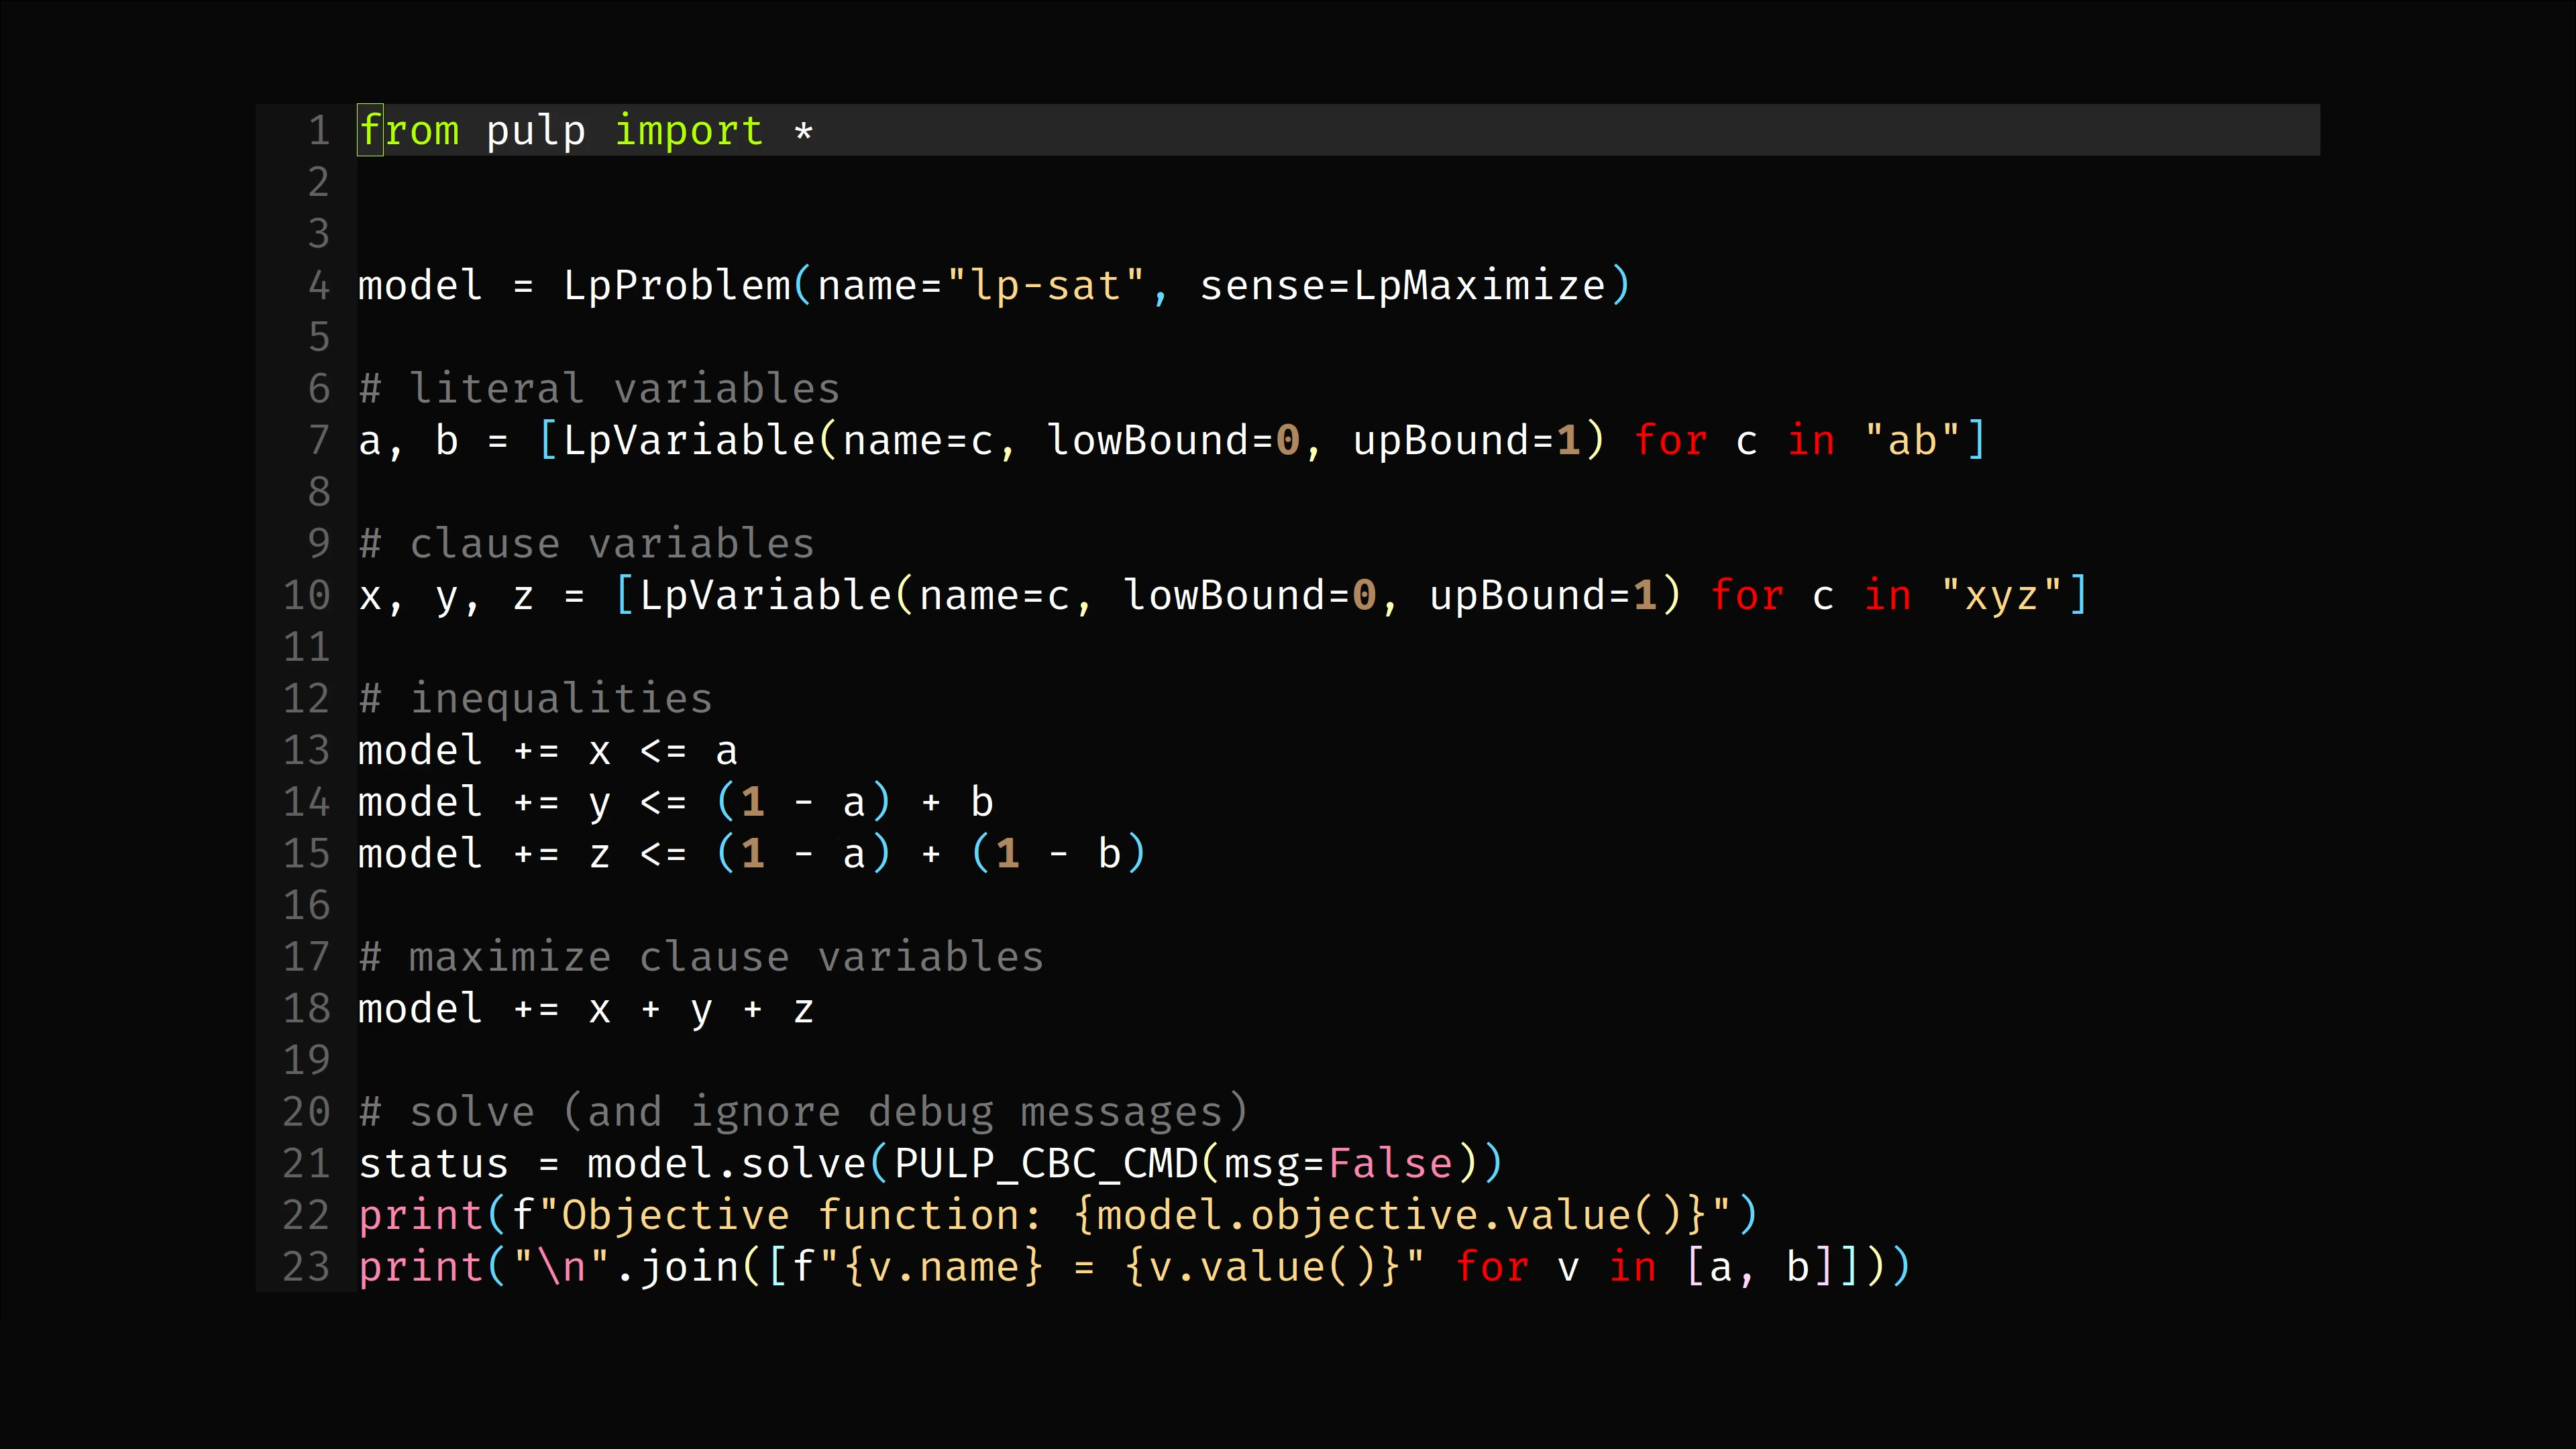 1 from pulp import *
2
3
4 model = LpProblem(name="lp-sat", sense=LpMaximize)
5
6 # literal variables
7 a, b = [LpVariable(name=c, lowBound=0, upBound=1) for c in "ab"]
8
9 # clause variables
10 x, y, z = [LpVariable(name=c, lowBound=0, upBound=1) for c in "xyz"]
11
12 # inequalities
13 model += x <= a
14 model += y <= (1 - a) + b
15 model += z <= (1 - a) + (1 - b)
16
17 # maximize clause variables
18 model += x + y + z
19
20 # solve (and ignore debug messages)
21 status = model.solve(PULP_CBC_CMD(msg=False))
22 print(f"Objective function: {model.objective.value()}")
23 print("\n".join([f"{v.name} = {v.value()}" for v in [a, b]]))